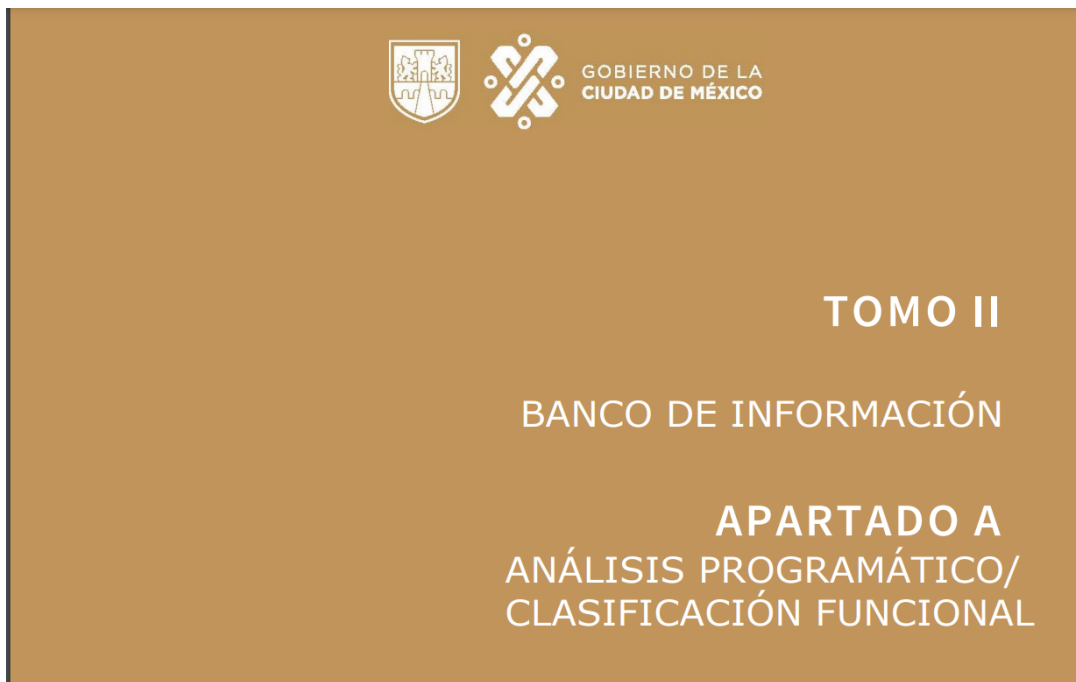 GOBIERNO DE LA
CIUDAD DE MÉXICO
TOMO II
BANCO DE INFORMACIÓN
APARTADO A
ANÁLISIS PROGRAMÁTICO/
CLASIFICACIÓN FUNCIONAL